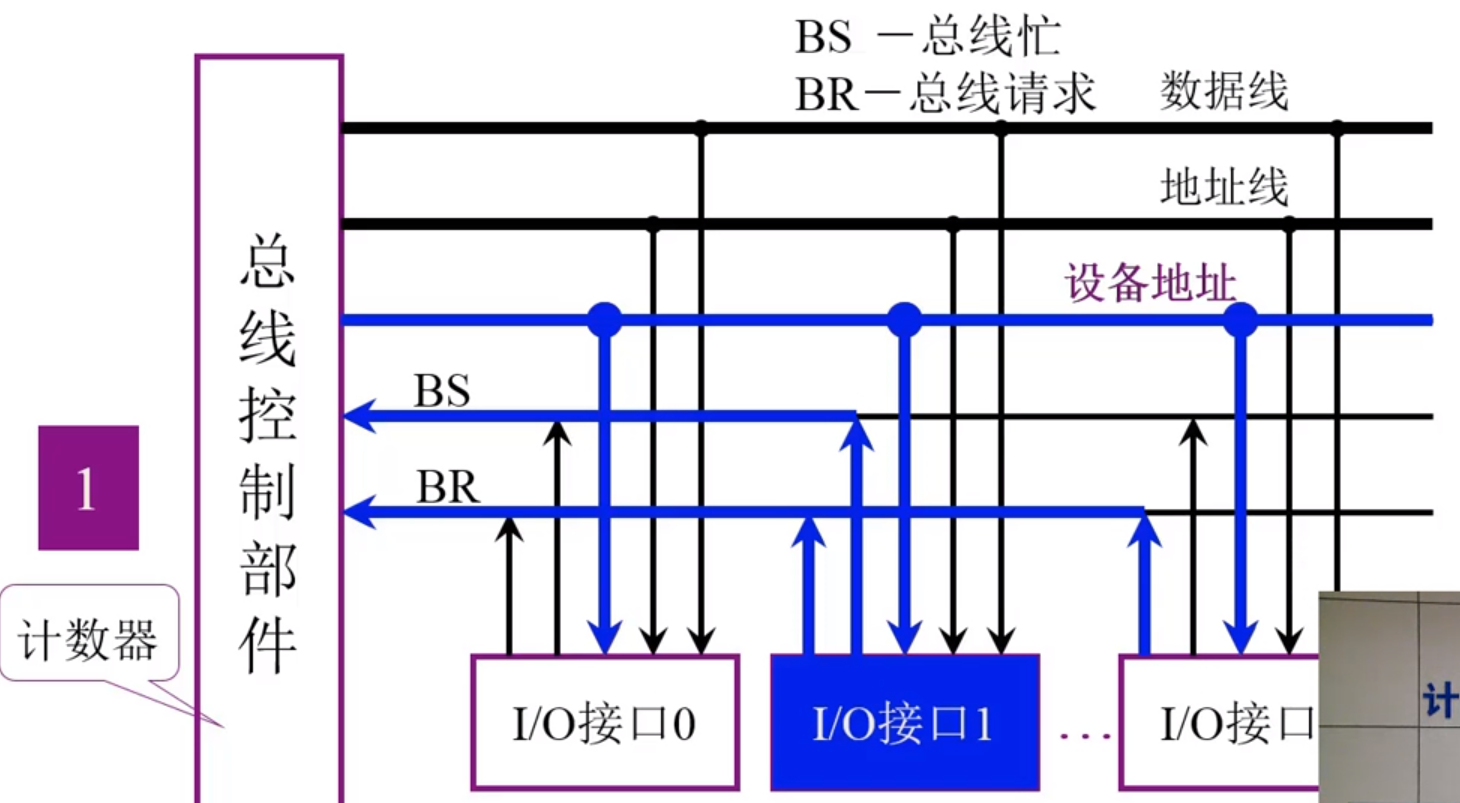 BS －总线忙
BR－总线请求
数据线
地址线
设备地址
BS
BR
1
总线控制部件
计数器
I/O接口0
I/O接口1
...
I/O接口
计